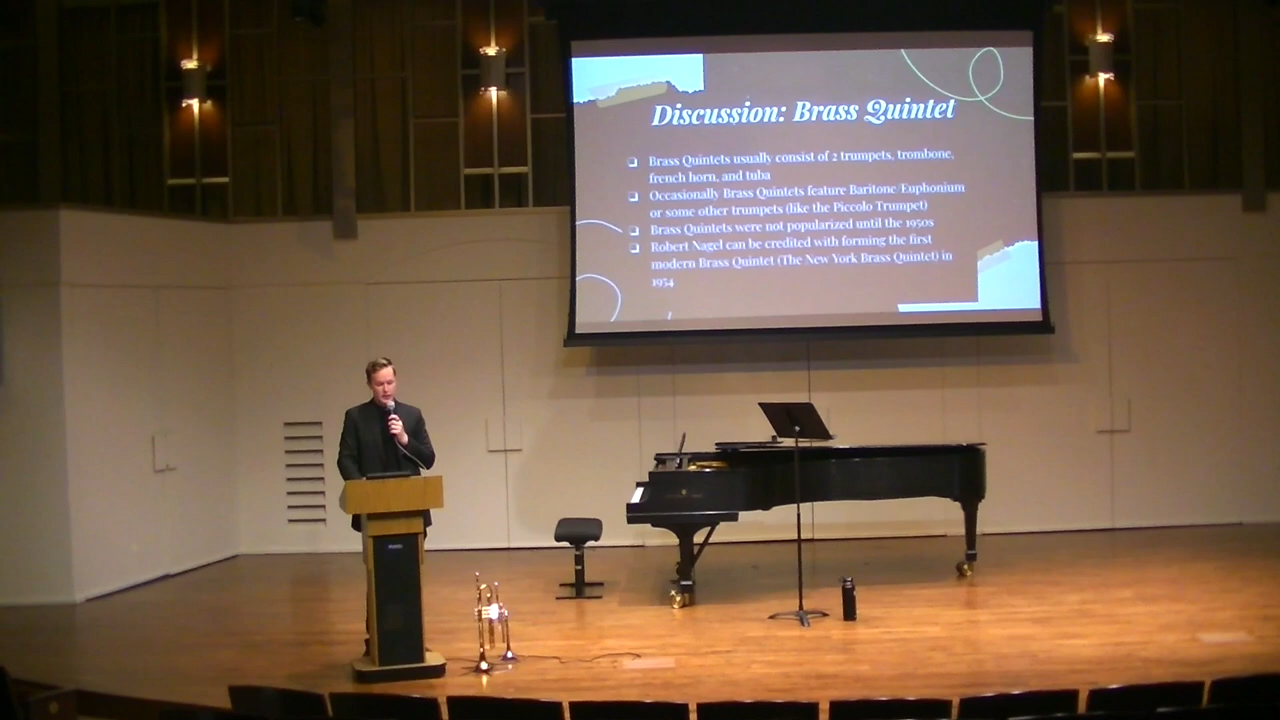 Discussion: Brass Quintet
Brass Quintets usually consist of 2 trumpets, trombone,
french horn, and tuba
Occasionally Brass Quintets feature Baritone/Euphonium
or some other trumpets (like the Piccolo Trumpet)
Brass Quintets were not popularized until the 1950s
Robert Nagel can be credited with forming the first
modern Brass Quintet (The New York Brass Quintet) in
1954